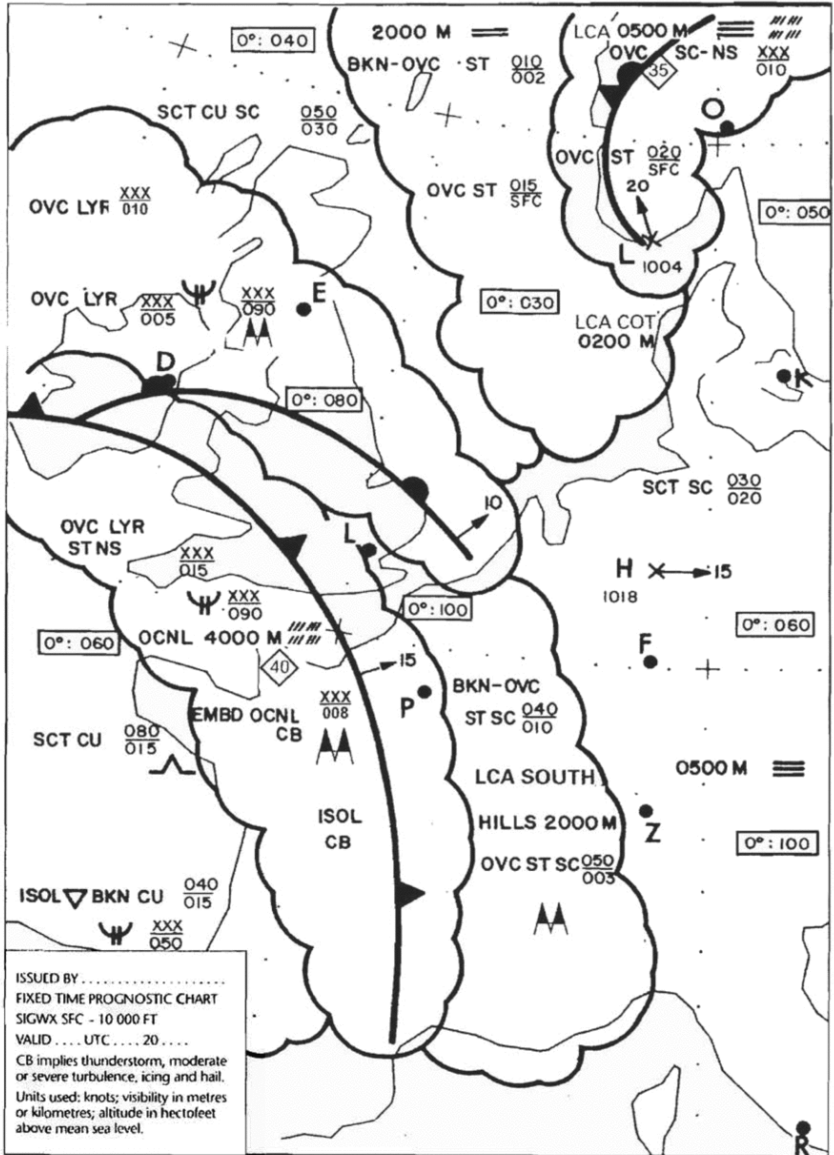 0°: 040
2000 M
BKN-OVC ST 010
002
LCA 0500 M
OVC SC-NS XXX
010
35
O
SCT CU SC 050
030
OVC ST 020
SFC
20
OVC LYR XXX
010
OVC ST 015
SFC
0°: 050
L 1004
OVC LYR XXX
005
XXX
090
E
0°: 030
LCA COT
0200 M
D
K
0°: 080
SCT SC 030
020
10
OVC LYR
ST NS
XXX
015
L
H 15
1018
XXX
090
0°: 100
OCNL 4000 M
0°: 060
0°: 060
40
15
F
P
BKN-OVC
ST SC 040
010
EMBD OCNL
CB
XXX
008
SCT CU 080
015
LCA SOUTH
HILLS 2000 M
0500 M
ISOL
CB
Z
0°: 100
OVC ST SC 050
003
ISOL BKN CU 040
015
XXX
050
ISSUED BY ....................
FIXED TIME PROGNOSTIC CHART
SIGWX SFC - 10 000 FT
VALID .... UTC .... 20 ....
CB implies thunderstorm, moderate
or severe turbulence, icing and hail.
Units used: knots; visibility in metres
or kilometres; altitude in hectofeet
above mean sea level.
R